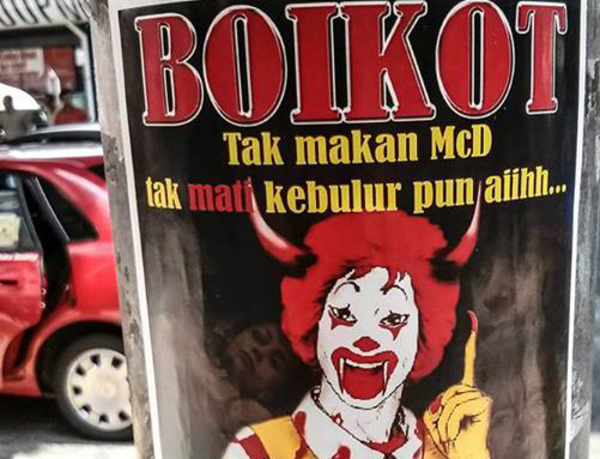 BOIKOT
Tak makan McD
tak mati kebulur pun aiihh...